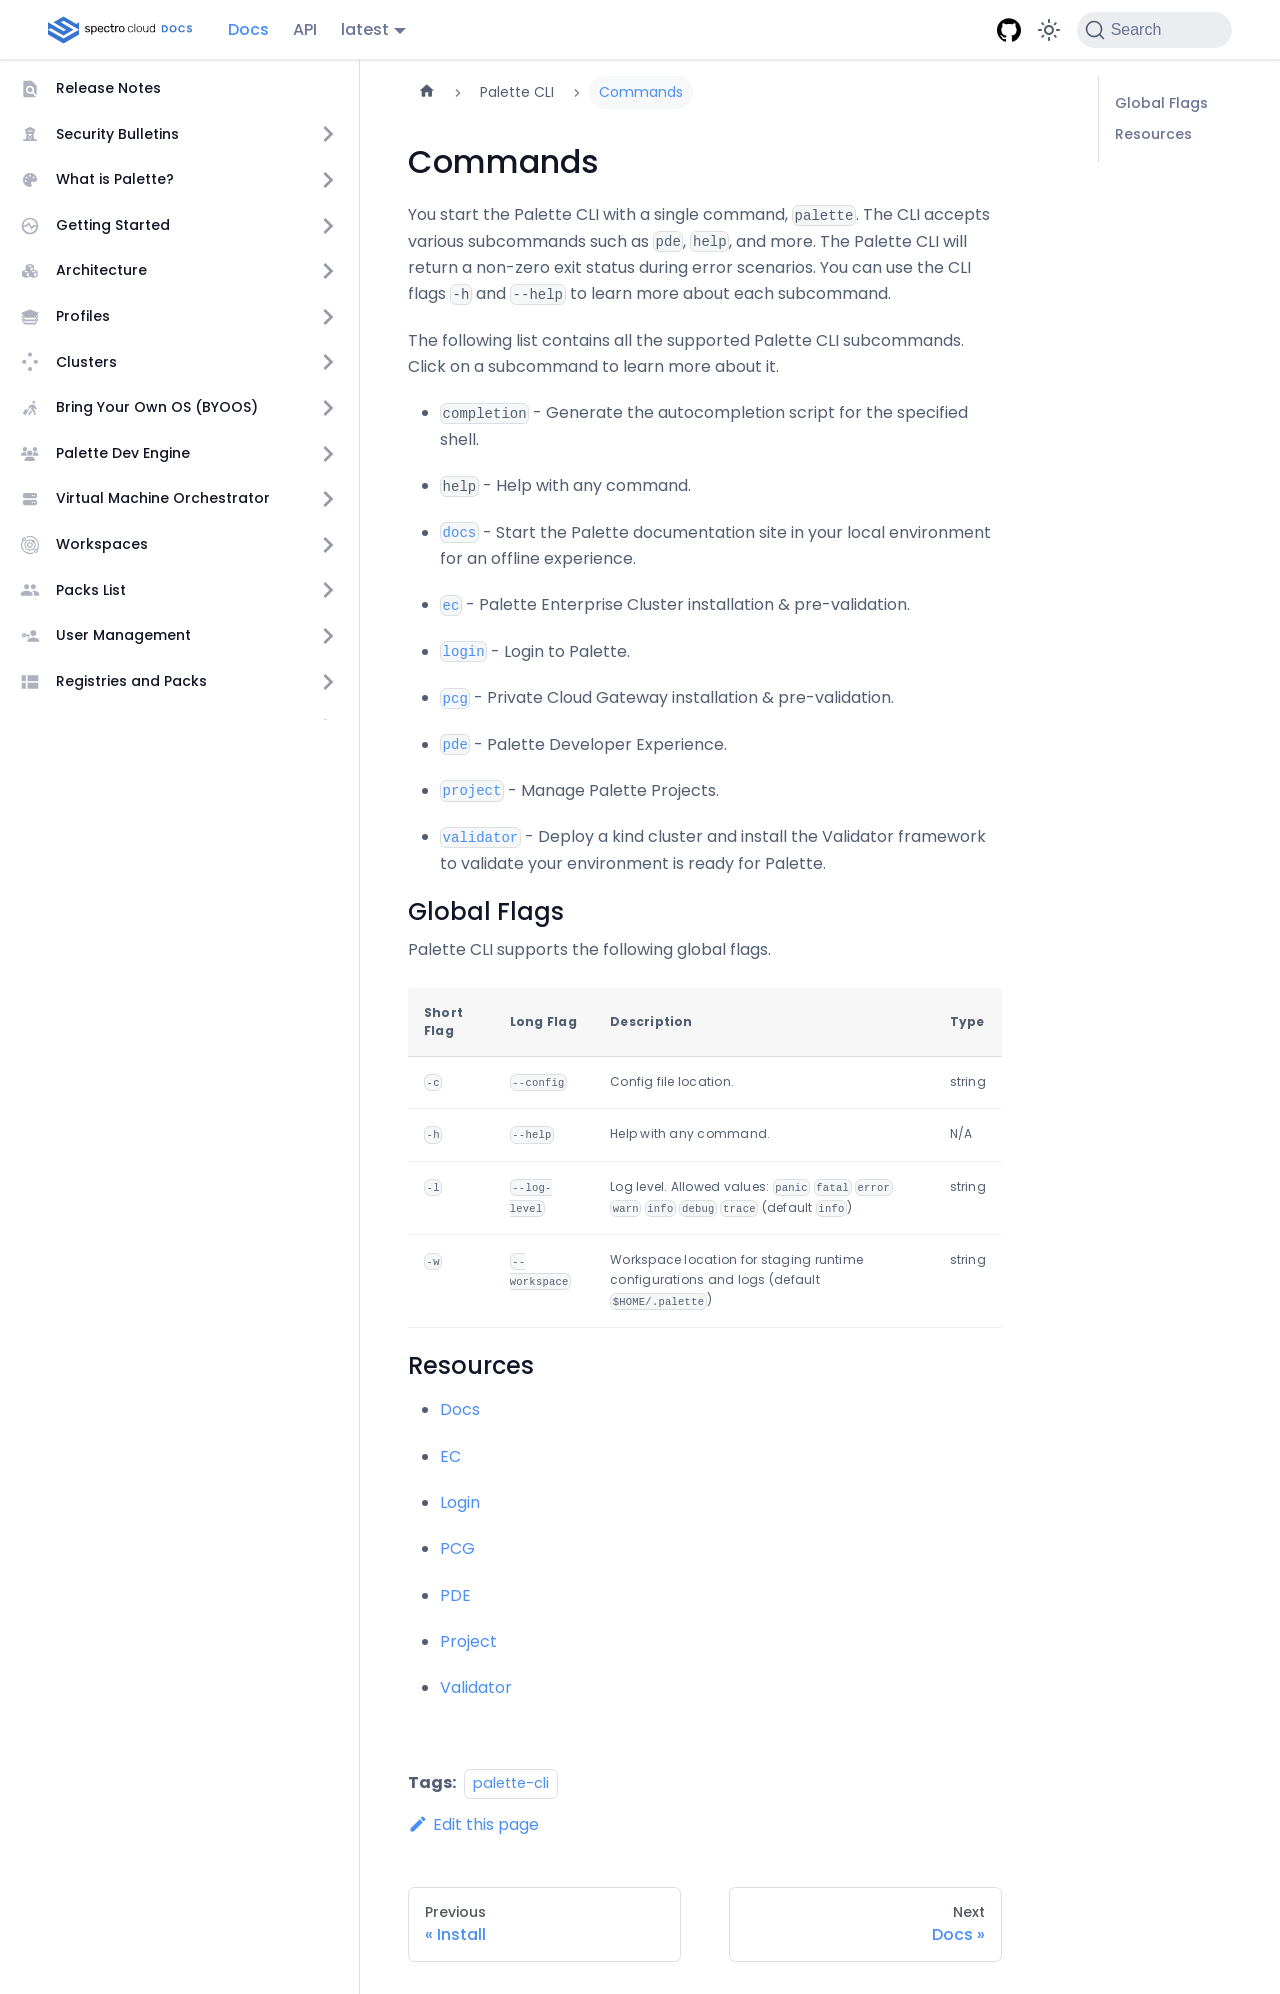 spectro cloud DOCS
Docs
API
latest
Search
Release Notes
Security Bulletins
What is Palette?
Getting Started
Architecture
Profiles
Clusters
Bring Your Own OS (BYOOS)
Palette Dev Engine
Virtual Machine Orchestrator
Workspaces
Packs List
User Management
Registries and Packs
Palette CLI
Commands
Commands
You start the Palette CLI with a single command, palette. The CLI accepts
various subcommands such as pde, help, and more. The Palette CLI will
return a non-zero exit status during error scenarios. You can use the CLI
flags -h and --help to learn more about each subcommand.
The following list contains all the supported Palette CLI subcommands.
Click on a subcommand to learn more about it.
completion - Generate the autocompletion script for the specified
shell.
help - Help with any command.
docs - Start the Palette documentation site in your local environment
for an offline experience.
ec - Palette Enterprise Cluster installation & pre-validation.
login - Login to Palette.
pcg - Private Cloud Gateway installation & pre-validation.
pde - Palette Developer Experience.
project - Manage Palette Projects.
validator - Deploy a kind cluster and install the Validator framework
to validate your environment is ready for Palette.
Global Flags
Palette CLI supports the following global flags.
Short
Flag
Long Flag
Description
Type
-c
--config
Config file location.
string
-h
--help
Help with any command.
N/A
-l
--log-
level
Log level. Allowed values: panic fatal error
warn info debug trace (default info)
string
-w
--
workspace
Workspace location for staging runtime
configurations and logs (default
$HOME/.palette)
string
Resources
Docs
EC
Login
PCG
PDE
Project
Validator
Tags: palette-cli
Edit this page
Previous
« Install
Next
Docs »
Global Flags
Resources